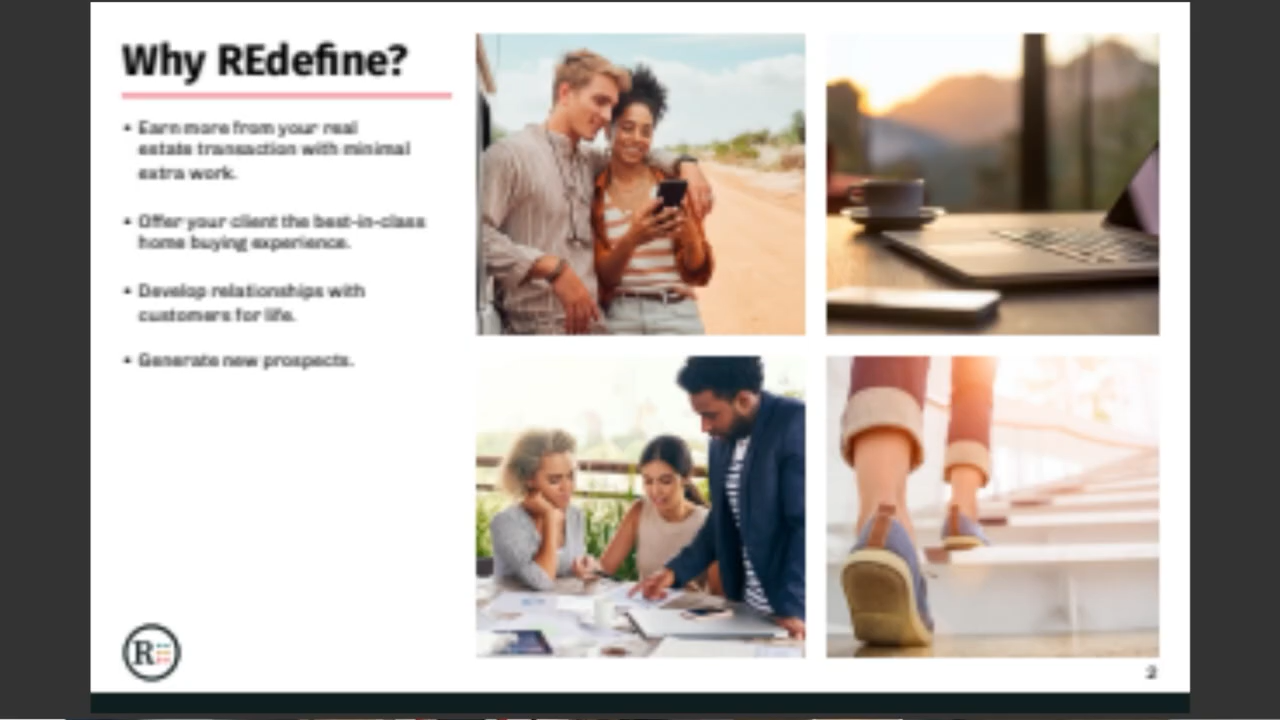 Why REdefine?
• Earn more from your real
estate transaction with minimal
extra work.
• Offer your client the best-in-class
home buying experience.
• Develop relationships with
customers for life.
• Generate new prospects.
RE
2